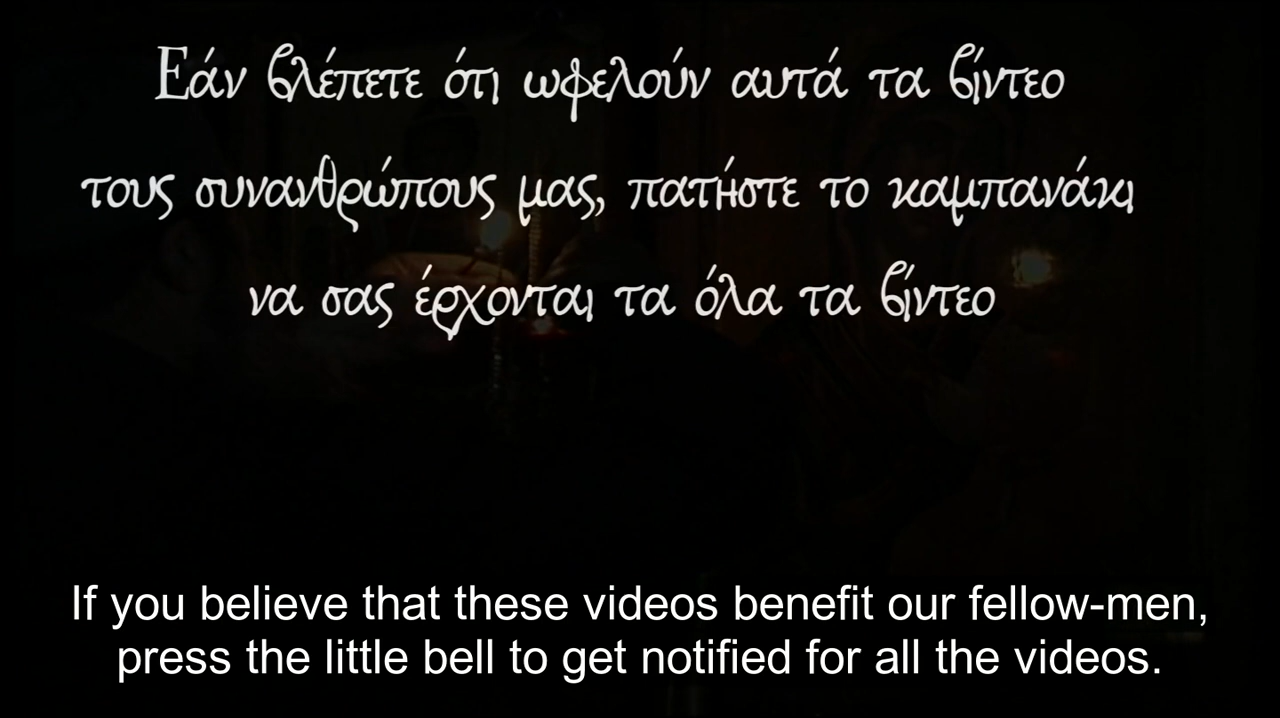 Εάν βλέπετε ότι ωφελούν αυτά τα βίντεο
τους συνανθρώπους μας, πατήστε το καμπανάκι
να σας έρχονται τα όλα τα βίντεο
If you believe that these videos benefit our fellow-men,
press the little bell to get notified for all the videos.